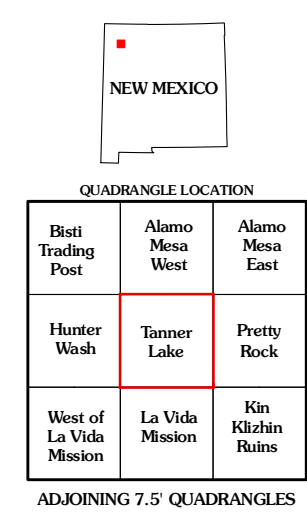 NEW MEXICO
QUADRANGLE LOCATION
Bisti
Trading
Post
Alamo
Mesa
West
Alamo
Mesa
East
Hunter
Wash
Tanner
Lake
Pretty
Rock
West of
La Vida
Mission
La Vida
Mission
Kin
Klizhin
Ruins
ADJOINING 7.5' QUADRANGLES